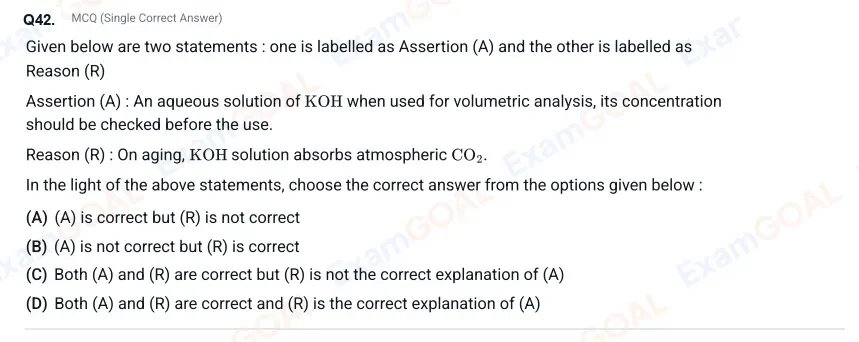 Q42. MCQ (Single Correct Answer)
Given below are two statements : one is labelled as Assertion (A) and the other is labelled as
Reason (R)
Assertion (A) : An aqueous solution of KOH when used for volumetric analysis, its concentration
should be checked before the use.
Reason (R) : On aging, KOH solution absorbs atmospheric CO₂.
In the light of the above statements, choose the correct answer from the options given below :
(A) (A) is correct but (R) is not correct
(B) (A) is not correct but (R) is correct
(C) Both (A) and (R) are correct but (R) is not the correct explanation of (A)
(D) Both (A) and (R) are correct and (R) is the correct explanation of (A)
ExamGOAL
ExamGOAL
ExamGOAL